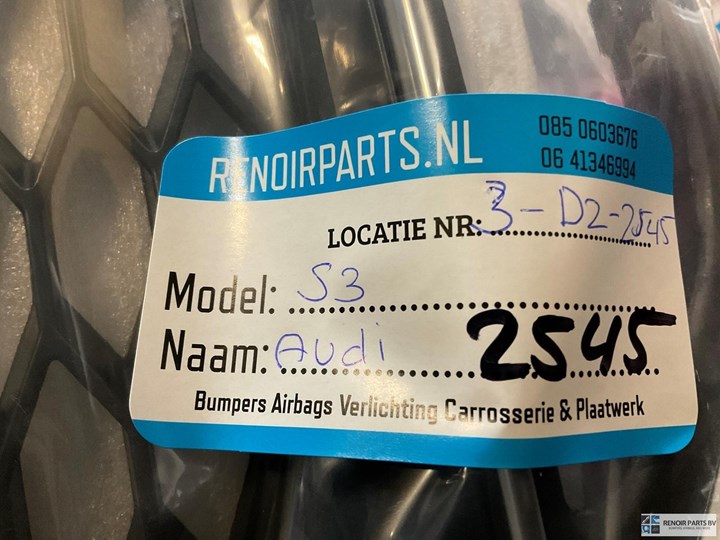 RENOIRPARTS.NL
085 0603676
06 41346994
LOCATIE NR: 3-D2-2545
Model: S3
Naam: Audi 2545
Bumpers Airbags Verlichting Carrosserie & Plaatwerk
RENOIR PARTS BV